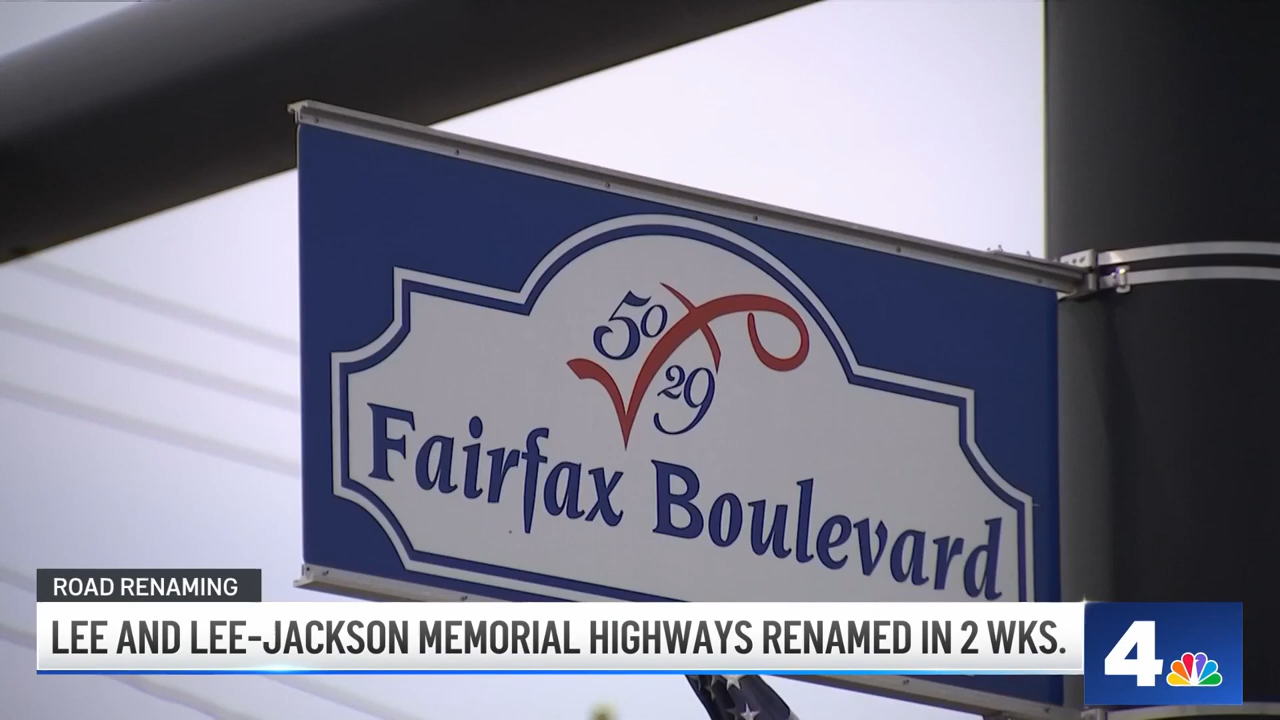 50
29
Fairfax Boulevard
ROAD RENAMING
LEE AND LEE-JACKSON MEMORIAL HIGHWAYS RENAMED IN 2 WKS.
4